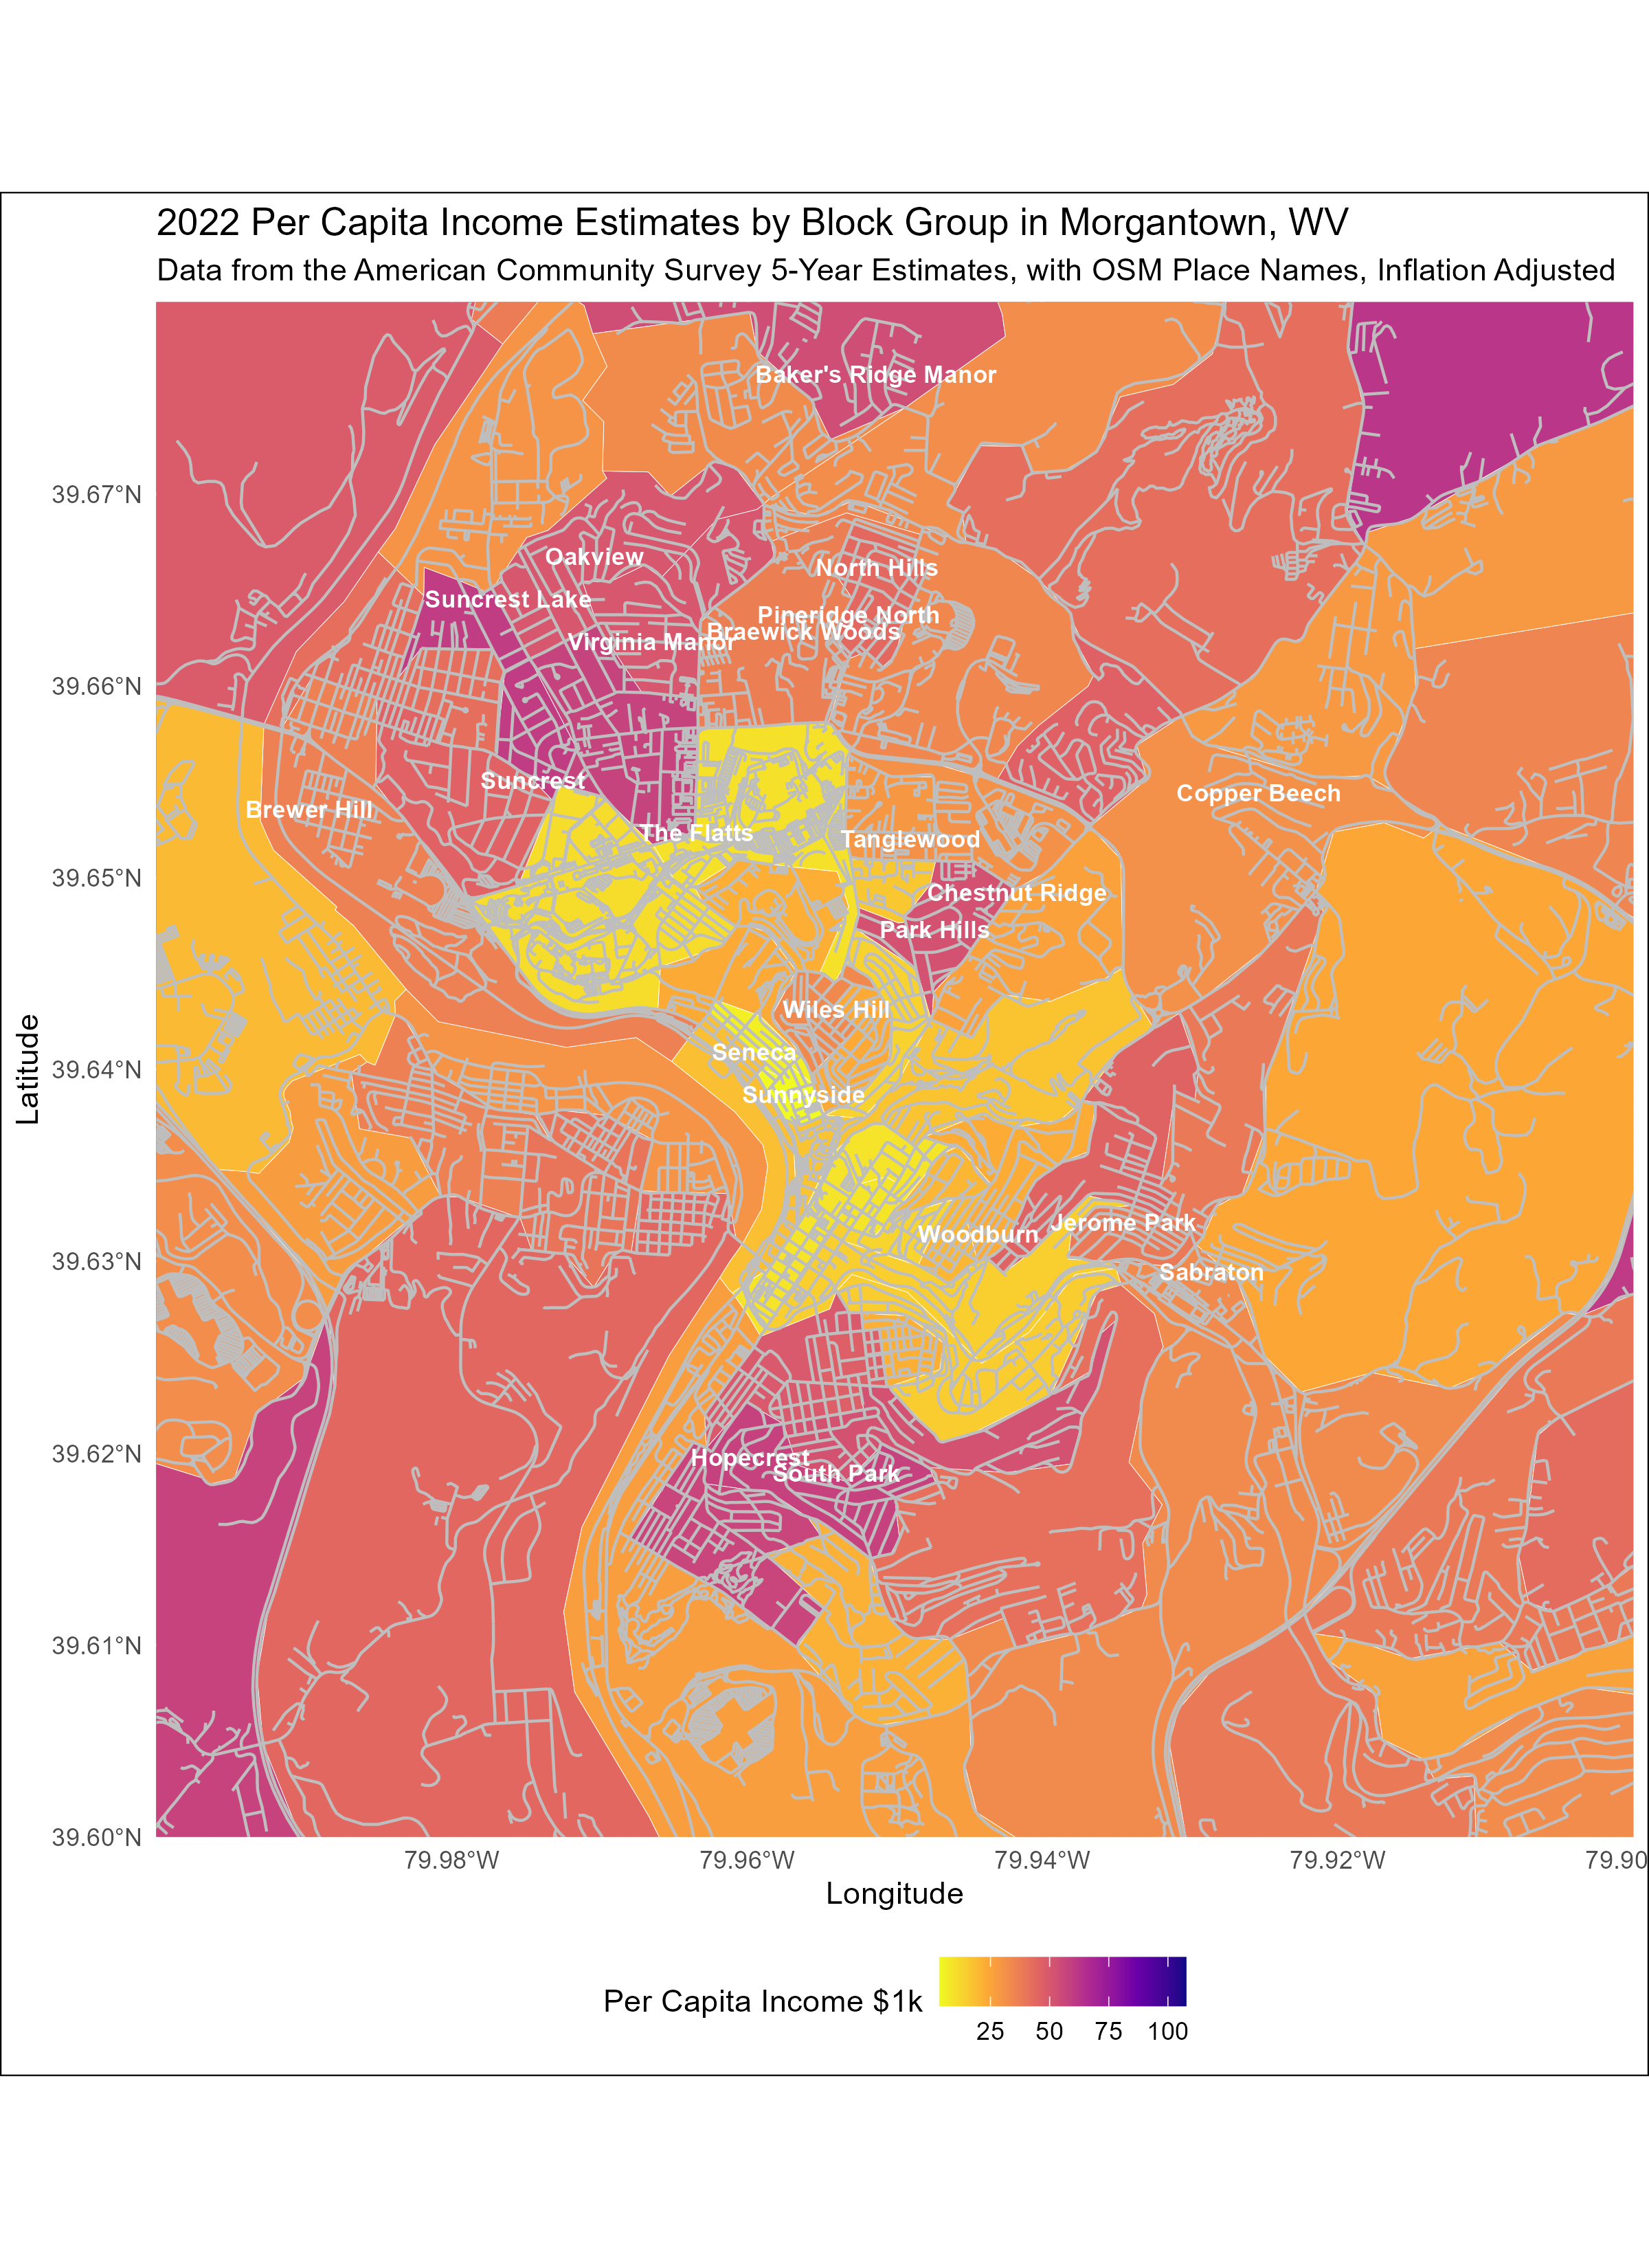 2022 Per Capita Income Estimates by Block Group in Morgantown, WV
Data from the American Community Survey 5-Year Estimates, with OSM Place Names, Inflation Adjusted
Baker's Ridge Manor
39.67°N
Oakview
North Hills
Suncrest Lake
Pineridge North
Braewick Woods
Virginia Manor
39.66°N
Suncrest
Copper Beech
Brewer Hill
The Flatts
Tanglewood
39.65°N
Chestnut Ridge
Park Hills
Wiles Hill
Seneca
39.64°N
Latitude
Sunnyside
Jerome Park
Woodburn
39.63°N
Sabraton
39.62°N
Hopecrest
South Park
39.61°N
39.60°N
79.98°W 79.96°W 79.94°W 79.92°W 79.90
Longitude
Per Capita Income $1k
25 50 75 100